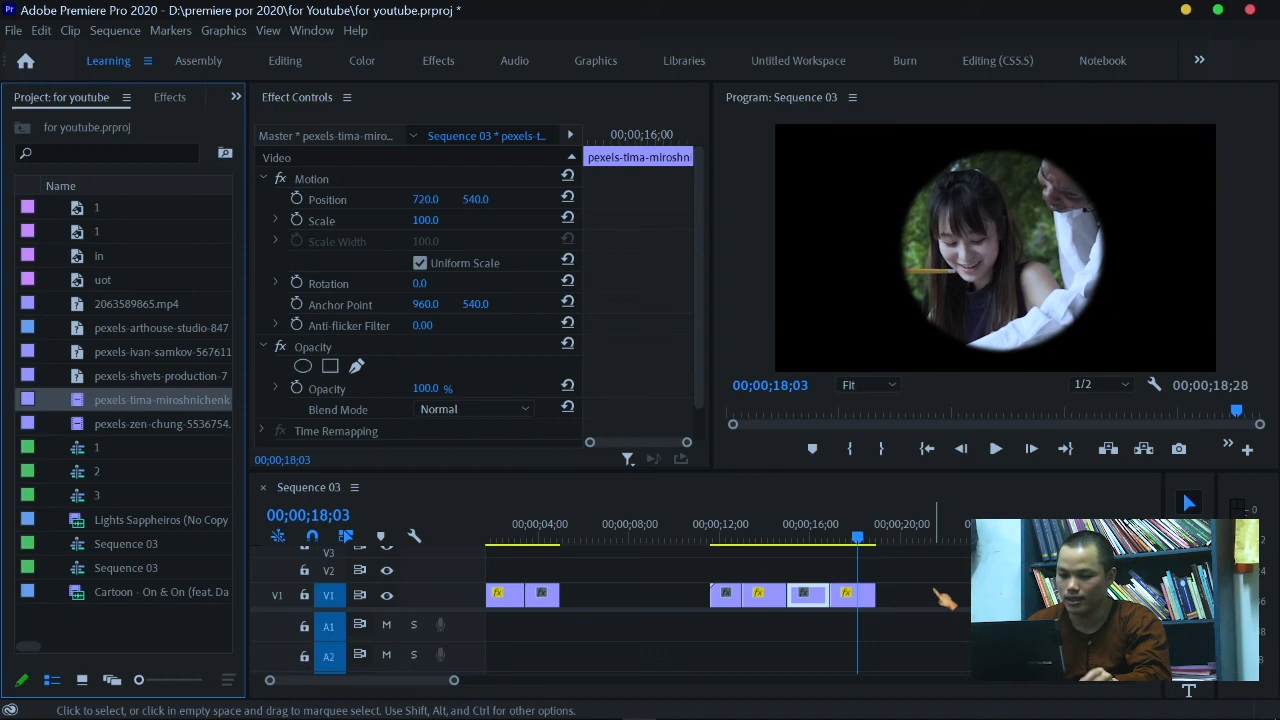 Adobe Premiere Pro 2020 - D:\premiere por 2020\for Youtube\for youtube.prproj *
File Edit Clip Sequence Markers Graphics View Window Help
Learning Assembly Editing Color Effects Audio Graphics Libraries Untitled Workspace Burn Editing (CS5.5) Notebook
Project: for youtube Effects
for youtube.prproj
Name
1
1
in
uot
2063589865.mp4
pexels-arthouse-studio-847
pexels-ivan-samkov-567611
pexels-shvets-production-7
pexels-tima-miroshnichenk
pexels-zen-chung-5536754.
1
2
3
Lights Sappheiros (No Copy
Sequence 03
Sequence 03
Cartoon - On & On (feat. Da
Effect Controls
Master * pexels-tima-miro... Sequence 03 * pexels-t... 00;00;16;00
Video pexels-tima-miroshn
fx Motion
Position 720.0 540.0
Scale 100.0
Scale Width 100.0
Uniform Scale
Rotation 0.0
Anchor Point 960.0 540.0
Anti-flicker Filter 0.00
fx Opacity
Opacity 100.0 %
Blend Mode Normal
fx Time Remapping
00;00;18;03
Program: Sequence 03
00;00;18;03 Fit 1/2 00;00;18;28
× Sequence 03
00;00;18;03
00;00;04;00 00;00;08;00 00;00;12;00 00;00;16;00 00;00;20;00
V3
V2
V1 V1 fx fx fx fx fx fx
A1 M S
A2 M S
T
Click to select, or click in empty space and drag to marquee select. Use Shift, Alt, and Ctrl for other options.